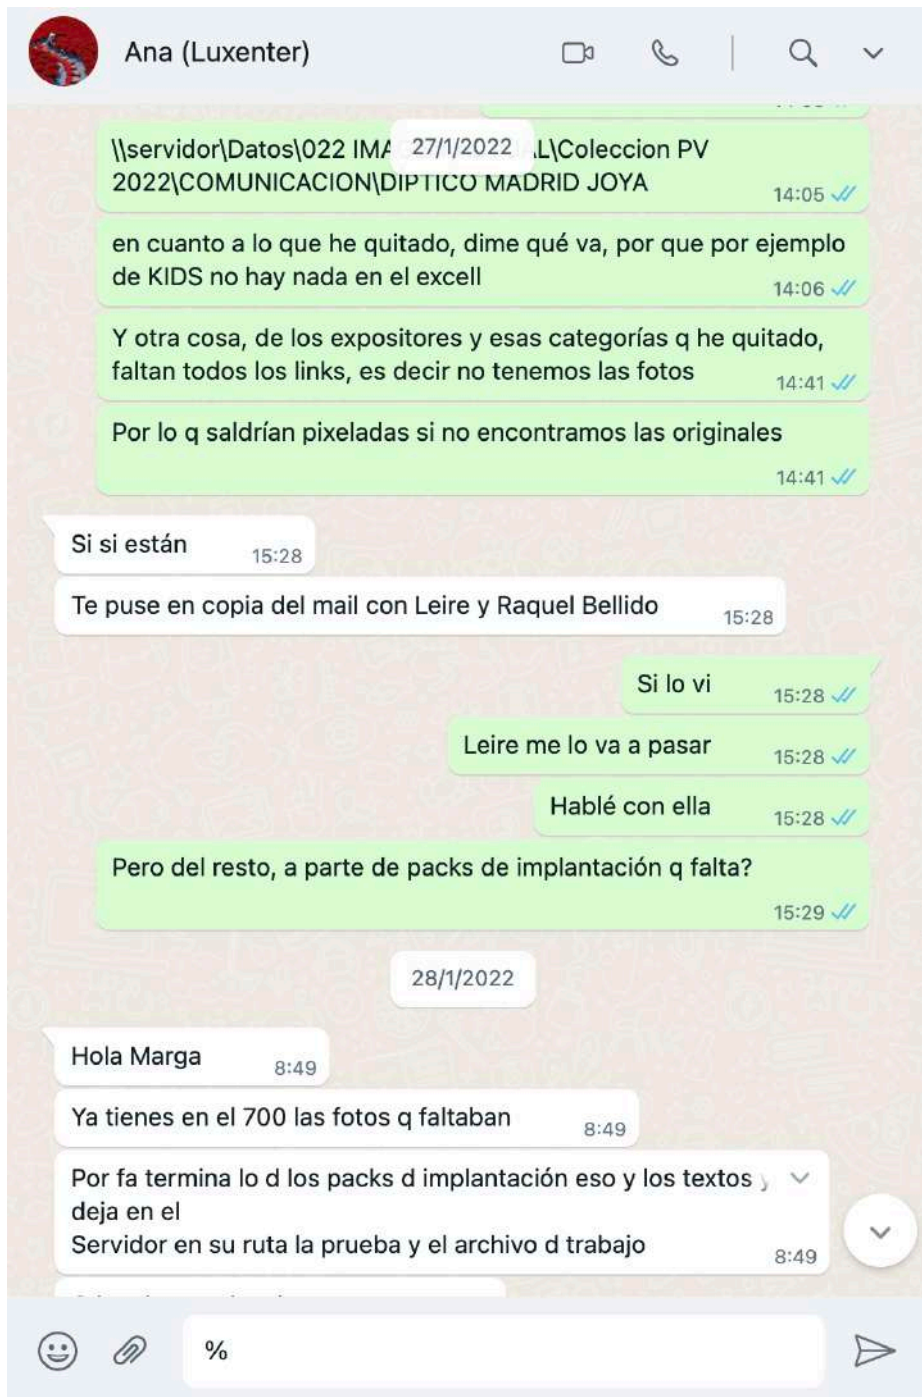 Ana (Luxenter)
27/1/2022
\\servidor\Datos\022 IMA L\Coleccion PV
2022\COMUNICACION\DIPTICO MADRID JOYA
14:05
en cuanto a lo que he quitado, dime qué va, por que por ejemplo
de KIDS no hay nada en el excell
14:06
Y otra cosa, de los expositores y esas categorías q he quitado,
faltan todos los links, es decir no tenemos las fotos
14:41
Por lo q saldrían pixeladas si no encontramos las originales
14:41
Si si están
15:28
Te puse en copia del mail con Leire y Raquel Bellido
15:28
Si lo vi
15:28
Leire me lo va a pasar
15:28
Hablé con ella
15:28
Pero del resto, a parte de packs de implantación q falta?
15:29
28/1/2022
Hola Marga
8:49
Ya tienes en el 700 las fotos q faltaban
8:49
Por fa termina lo d los packs d implantación eso y los textos y
deja en el
Servidor en su ruta la prueba y el archivo d trabajo
8:49
%